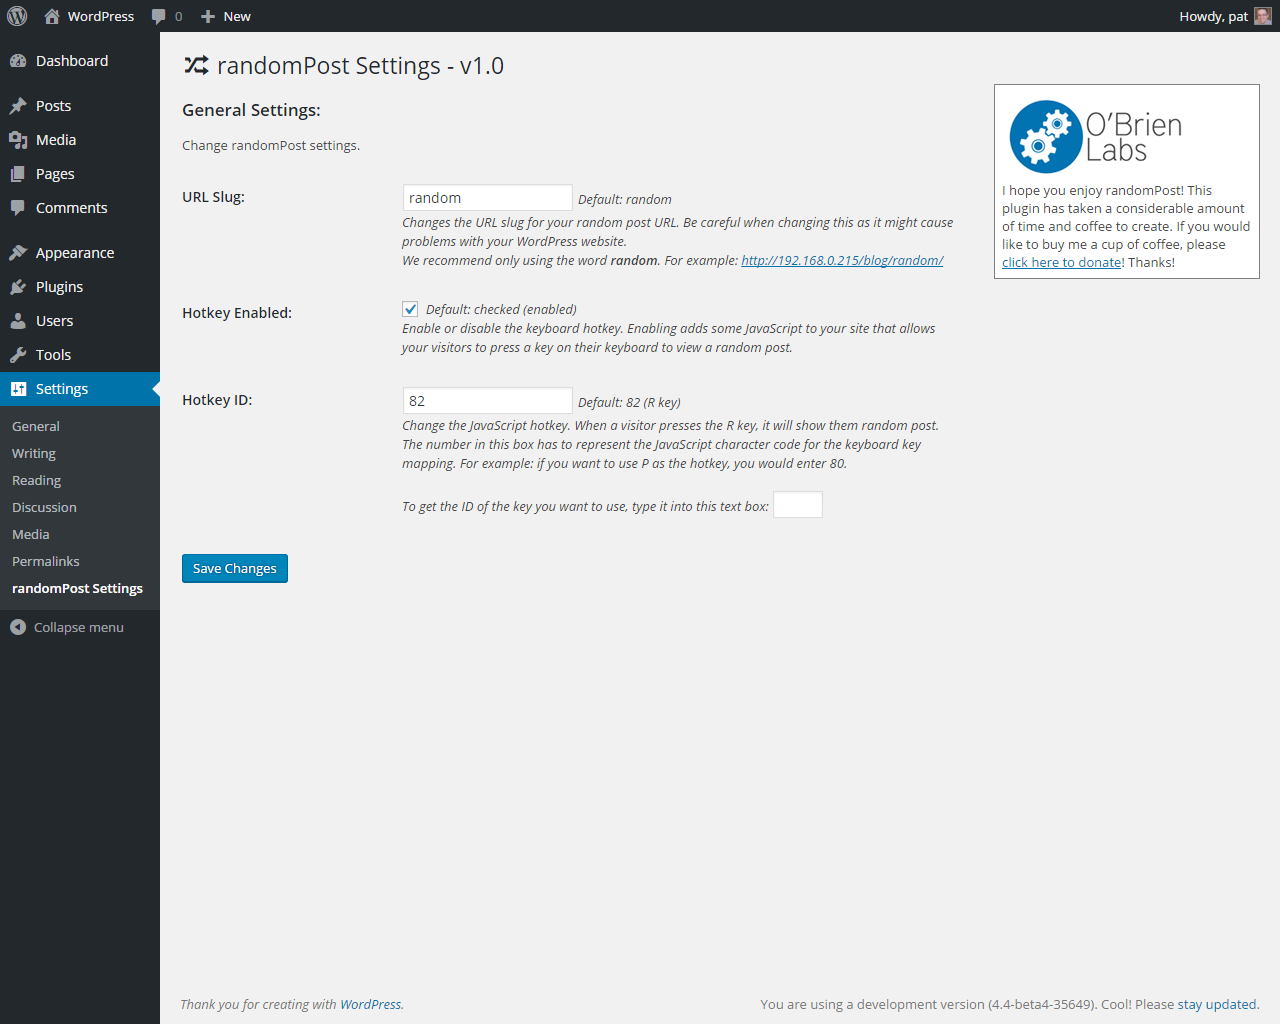 WordPress 0 New Howdy, pat
Dashboard
Posts
Media
Pages
Comments
Appearance
Plugins
Users
Tools
Settings
General
Writing
Reading
Discussion
Media
Permalinks
randomPost Settings
Collapse menu
randomPost Settings - v1.0
General Settings:
Change randomPost settings.
URL Slug:
random Default: random
Changes the URL slug for your random post URL. Be careful when changing this as it might cause
problems with your WordPress website.
We recommend only using the word random. For example: http://192.168.0.215/blog/random/
Hotkey Enabled:
Default: checked (enabled)
Enable or disable the keyboard hotkey. Enabling adds some JavaScript to your site that allows
your visitors to press a key on their keyboard to view a random post.
Hotkey ID:
82 Default: 82 (R key)
Change the JavaScript hotkey. When a visitor presses the R key, it will show them random post.
The number in this box has to represent the JavaScript character code for the keyboard key
mapping. For example: if you want to use P as the hotkey, you would enter 80.
To get the ID of the key you want to use, type it into this text box:
Save Changes
O'Brien
Labs
I hope you enjoy randomPost! This
plugin has taken a considerable amount
of time and coffee to create. If you would
like to buy me a cup of coffee, please
click here to donate! Thanks!
Thank you for creating with WordPress.
You are using a development version (4.4-beta4-35649). Cool! Please stay updated.